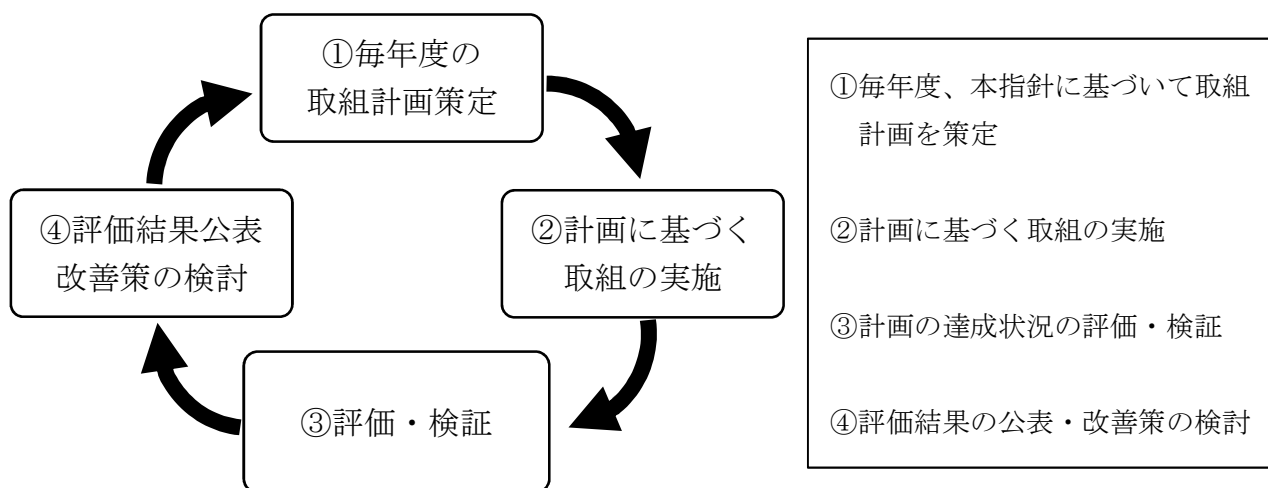 ①毎年度の
取組計画策定
②計画に基づく
取組の実施
③評価・検証
④評価結果公表
改善策の検討
①毎年度、本指針に基づいて取組
計画を策定
②計画に基づく取組の実施
③計画の達成状況の評価・検証
④評価結果の公表・改善策の検討